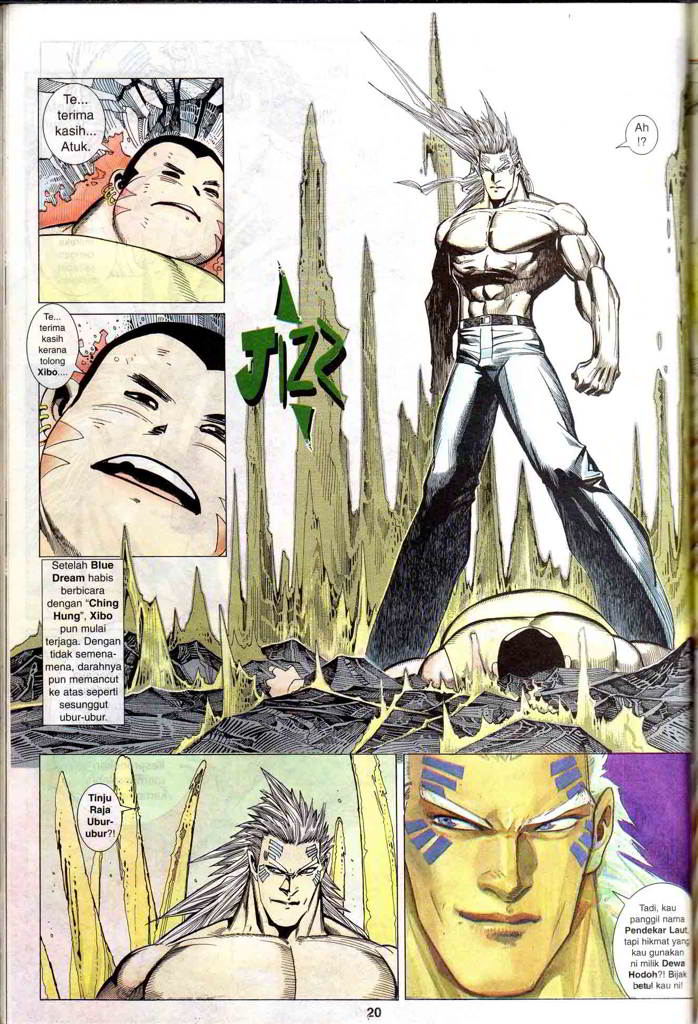 Te...
terima
kasih...
Atuk.
Ah
!?
Te...
terima
kasih
kerana
tolong
Xibo....
JIZZ
Setelah Blue
Dream habis
berbicara
dengan "Ching
Hung", Xibo
pun mulai
terjaga. Dengan
tidak semena-
mena, darahnya
pun memancut
ke atas seperti
sesunggut
ubur-ubur.
Tinju
Raja
Ubur-
ubur?!
Tadi, kau
panggil nama
Pendekar Laut,
tapi hikmat yang
kau gunakan
ni milik Dewa
Hodoh?! Bijak
betul kau ni!
20